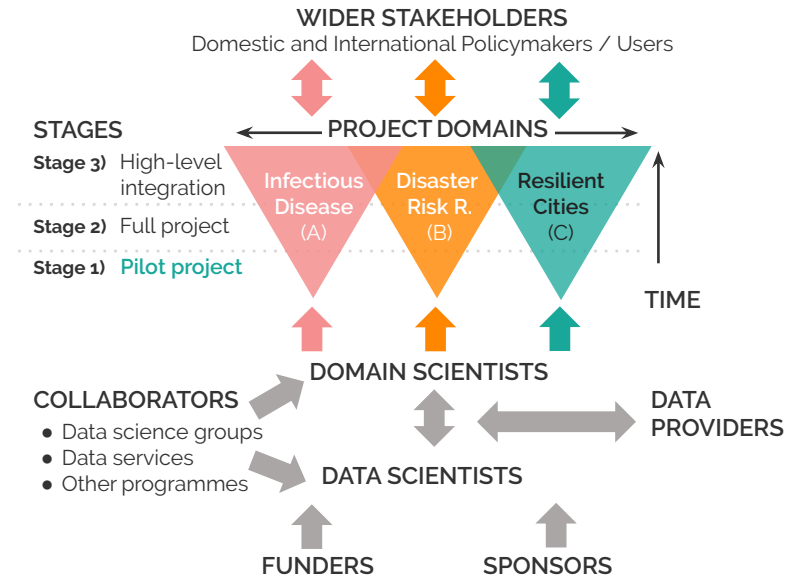 WIDER STAKEHOLDERS
Domestic and International Policymakers / Users
STAGES
PROJECT DOMAINS
Stage 3) High-level
integration
Infectious
Disease
(A)
Disaster
Risk R.
(B)
Resilient
Cities
(C)
Stage 2) Full project
Stage 1) Pilot project
TIME
DOMAIN SCIENTISTS
COLLABORATORS
● Data science groups
● Data services
● Other programmes
DATA
PROVIDERS
DATA SCIENTISTS
FUNDERS
SPONSORS